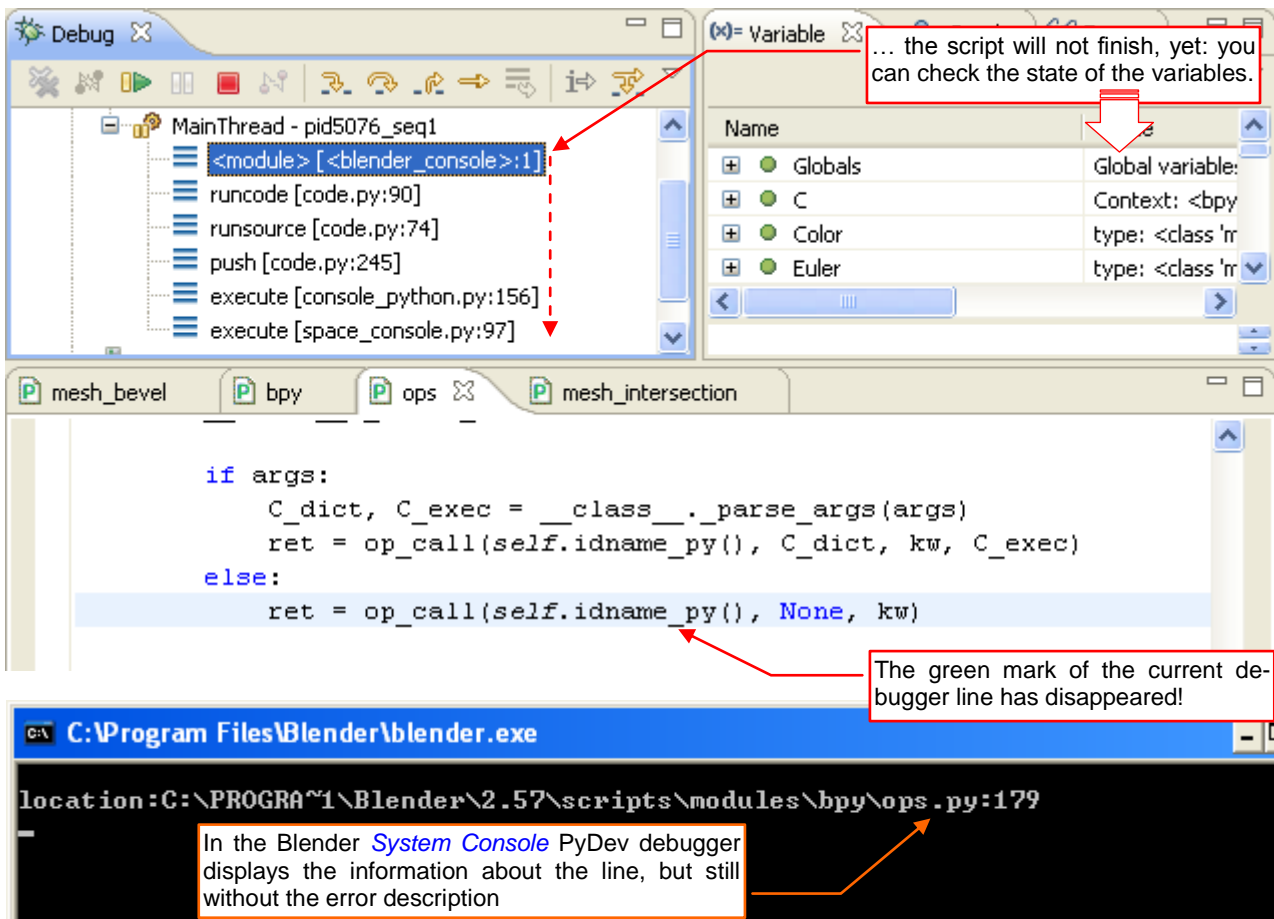 Debug
(x)= Variable
… the script will not finish, yet: you
can check the state of the variables.
MainThread - pid5076_seq1
<module> [<blender_console>:1]
runcode [code.py:90]
runsource [code.py:74]
push [code.py:245]
execute [console_python.py:156]
execute [space_console.py:97]
Name
Globals Global variable:
C Context: <bpy
Color type: <class 'm
Euler type: <class 'm
mesh_bevel bpy ops mesh_intersection
if args:
C_dict, C_exec = __class__._parse_args(args)
ret = op_call(self.idname_py(), C_dict, kw, C_exec)
else:
ret = op_call(self.idname_py(), None, kw)
The green mark of the current de-
bugger line has disappeared!
C:\Program Files\Blender\blender.exe
location:C:\PROGRA~1\Blender\2.57\scripts\modules\bpy\ops.py:179
In the Blender System Console PyDev debugger
displays the information about the line, but still
without the error description